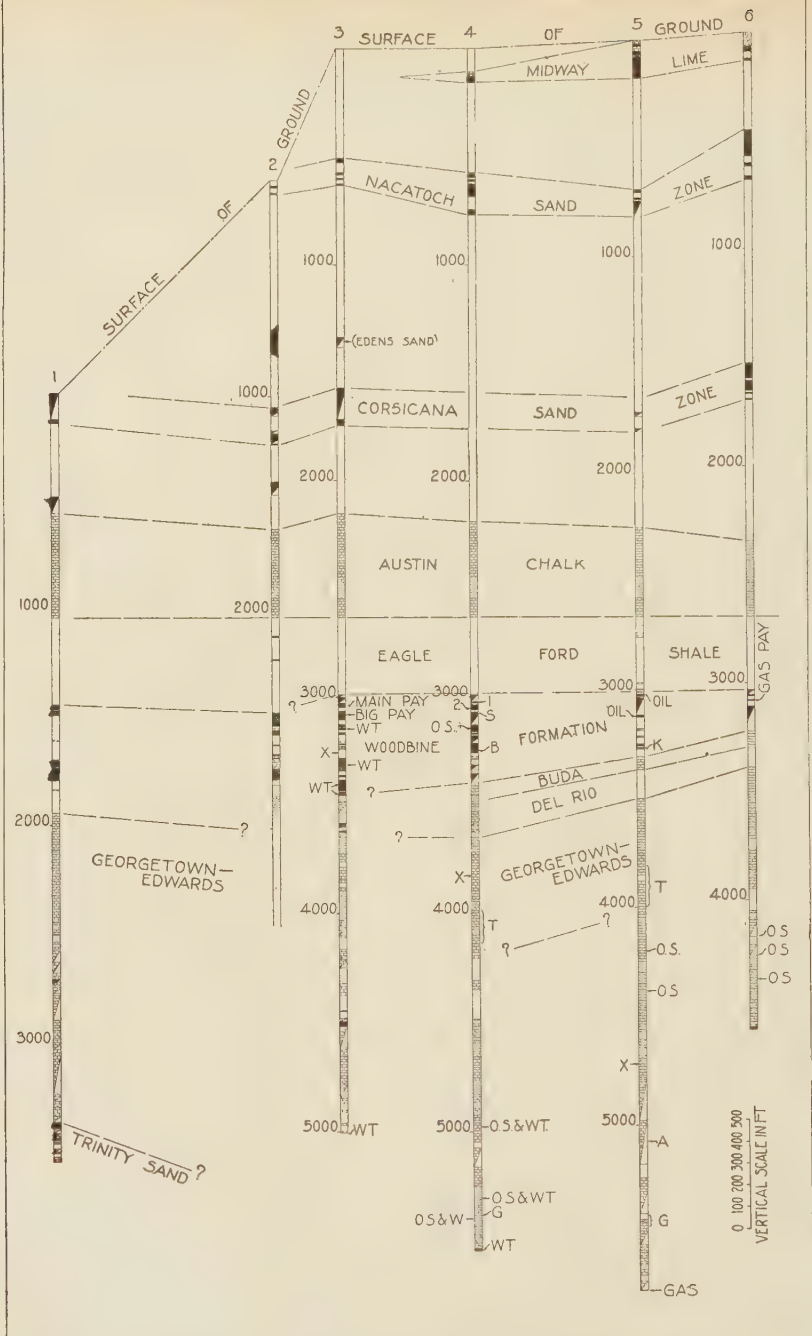 3 SURFACE 4 OF 5 GROUND 6
MIDWAY LIME
GROUND
2
NACATOCH SAND ZONE
OF
1000 1000 1000 1000
SURFACE
(EDENS SAND)
1
1000
CORSICANA SAND ZONE
2000 2000 2000 2000
AUSTIN CHALK
1000 2000
EAGLE FORD SHALE
GAS PAY
3000 3000 3000 3000
? MAIN PAY 2 1 OIL
BIG PAY S OIL
WT O S. FORMATION
X WOODBINE B K
WT
WT ? BUDA
DEL RIO
2000 ? ?
GEORGETOWN-
EDWARDS
X GEORGETOWN-
EDWARDS
T
4000 4000 4000 4000
T ? ?
O S
O.S. O S
O S
O S
3000
X
5000 WT 5000 O.S.&WT. 5000
A
TRINITY SAND ?
O S & WT
G
O S & W G
WT
GAS
0 100 200 300 400 500
VERTICAL SCALE IN FT